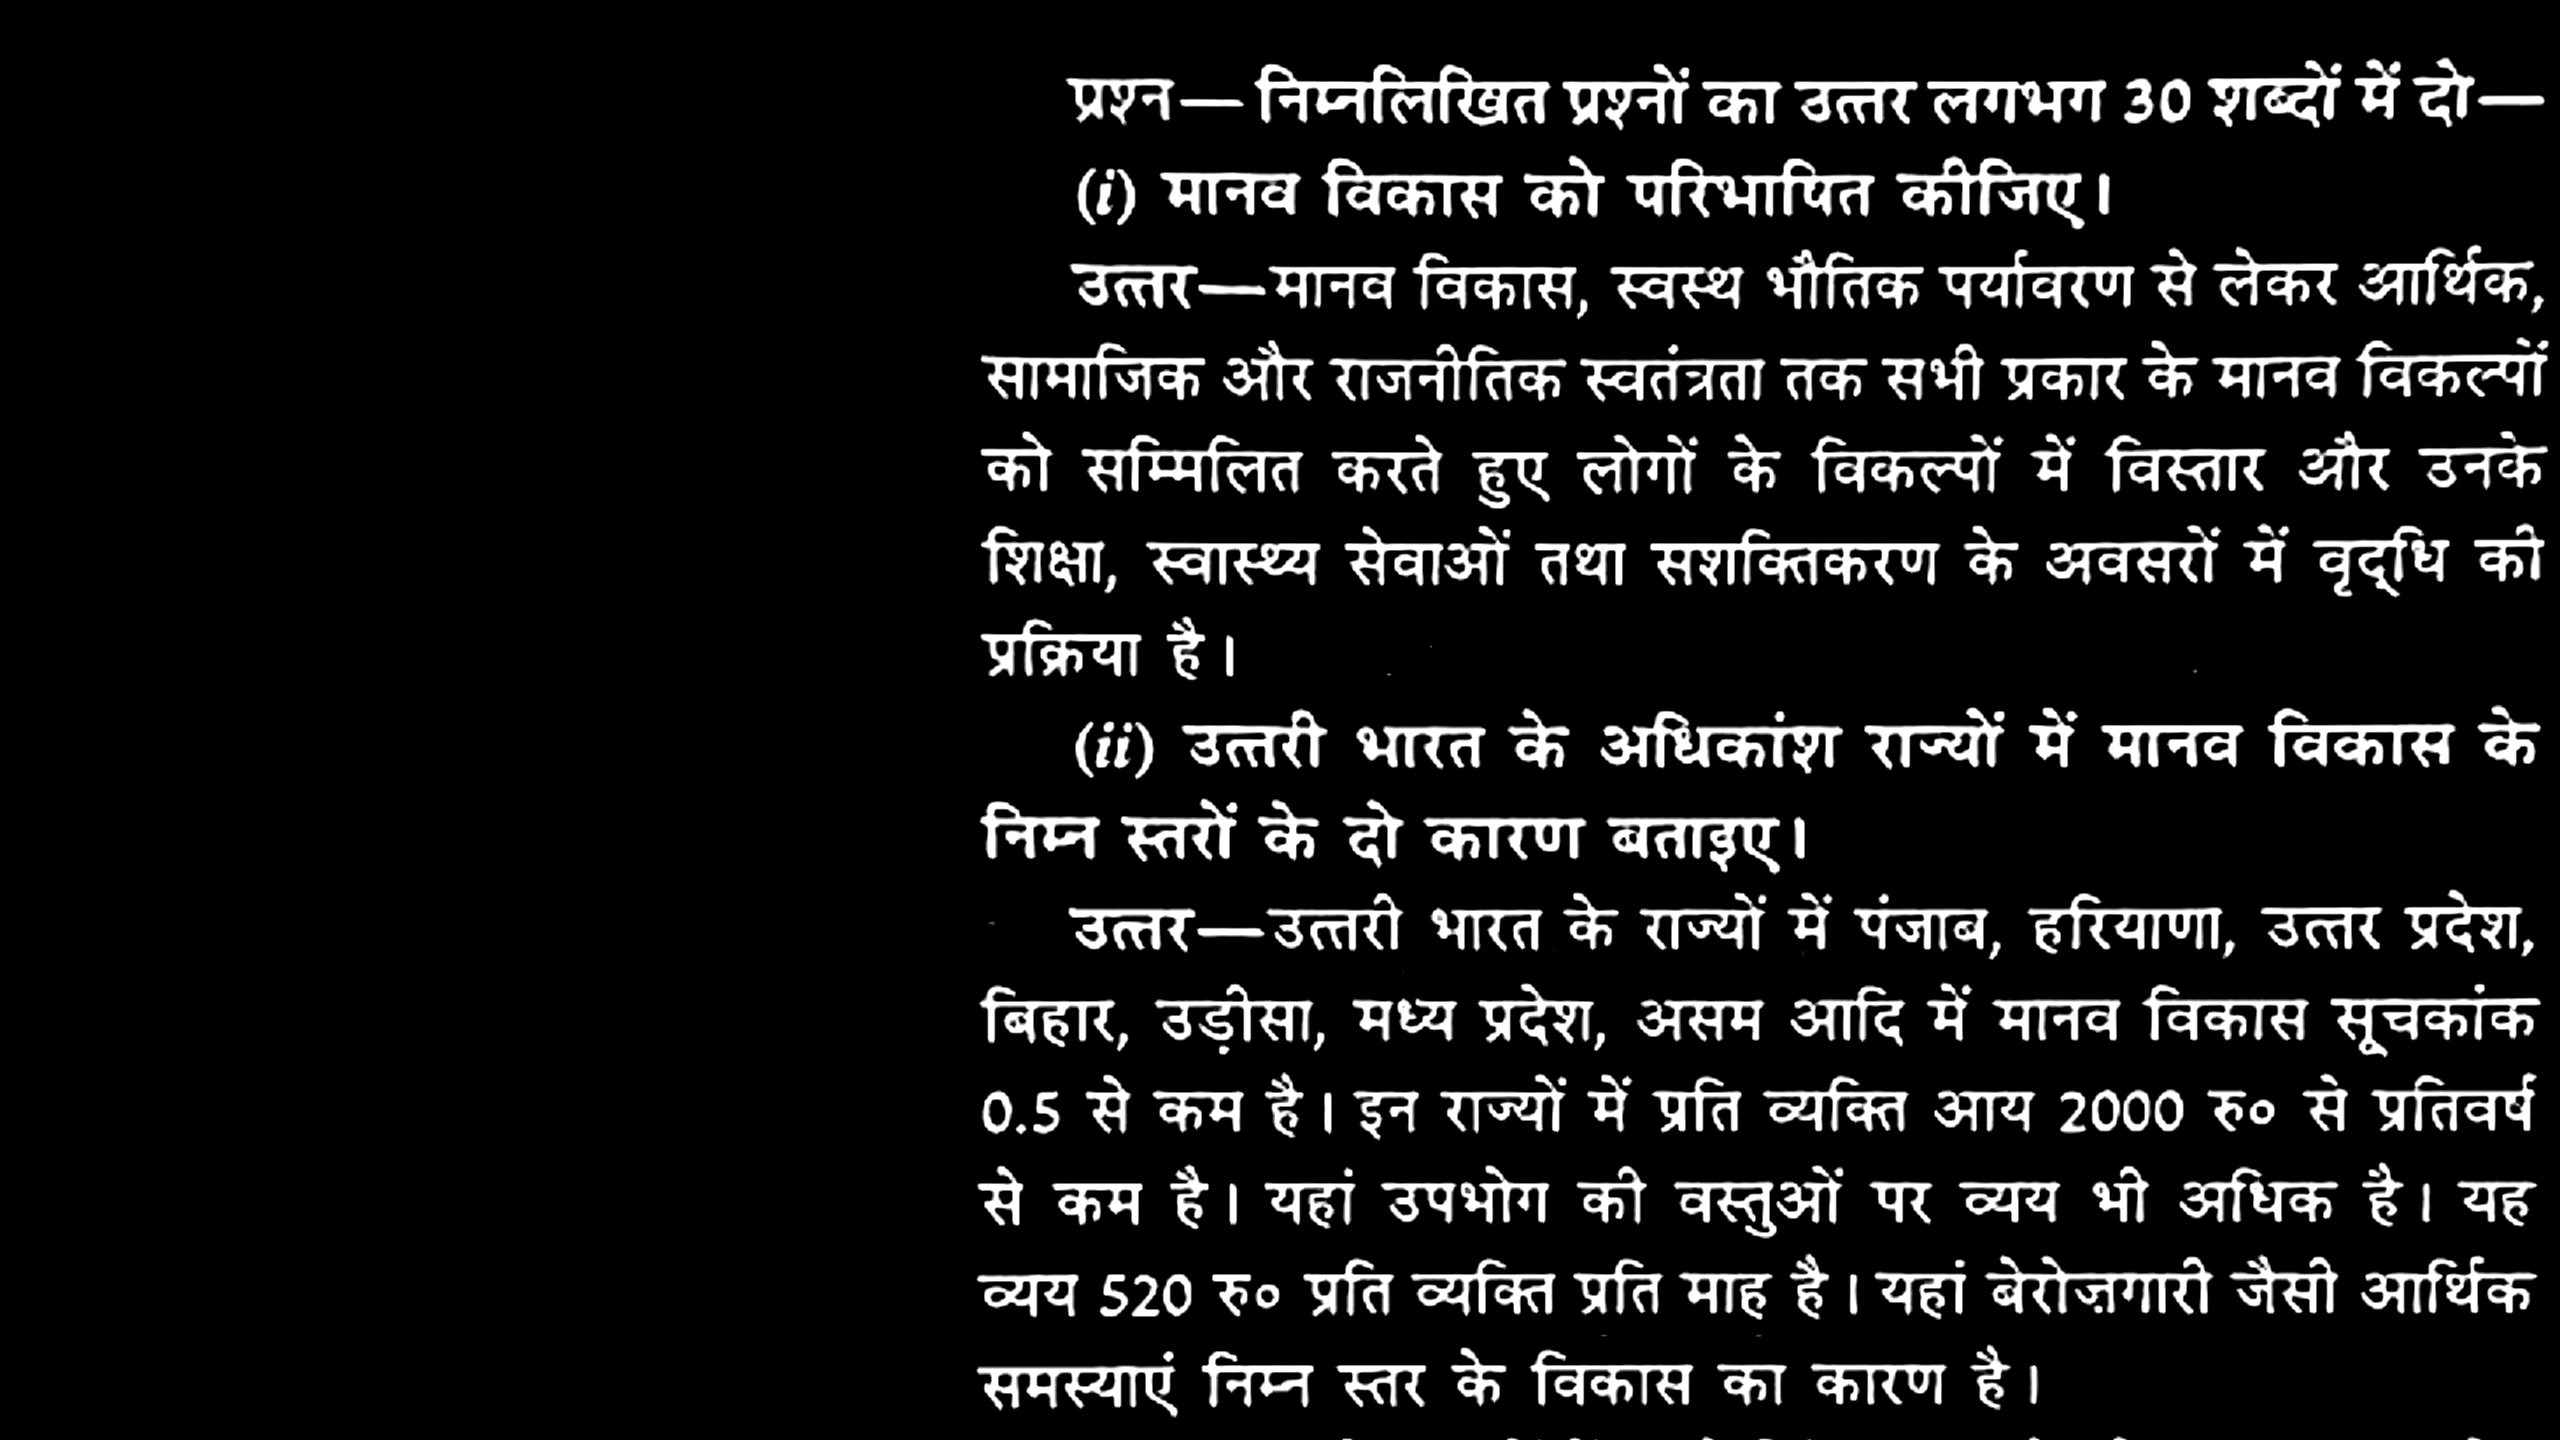 प्रश्न— निम्नलिखित प्रश्नों का उत्तर लगभग 30 शब्दों में दो—
(i) मानव विकास को परिभाषित कीजिए।
उत्तर—मानव विकास, स्वस्थ भौतिक पर्यावरण से लेकर आर्थिक,
सामाजिक और राजनीतिक स्वतंत्रता तक सभी प्रकार के मानव विकल्पों
को सम्मिलित करते हुए लोगों के विकल्पों में विस्तार और उनके
शिक्षा, स्वास्थ्य सेवाओं तथा सशक्तिकरण के अवसरों में वृद्धि की
प्रक्रिया है।
(ii) उत्तरी भारत के अधिकांश राज्यों में मानव विकास के
निम्न स्तरों के दो कारण बताइए।
उत्तर—उत्तरी भारत के राज्यों में पंजाब, हरियाणा, उत्तर प्रदेश,
बिहार, उड़ीसा, मध्य प्रदेश, असम आदि में मानव विकास सूचकांक
0.5 से कम है। इन राज्यों में प्रति व्यक्ति आय 2000 रु० से प्रतिवर्ष
से कम है। यहां उपभोग की वस्तुओं पर व्यय भी अधिक है। यह
व्यय 520 रु० प्रति व्यक्ति प्रति माह है। यहां बेरोज़गारी जैसी आर्थिक
समस्याएं निम्न स्तर के विकास का कारण है।